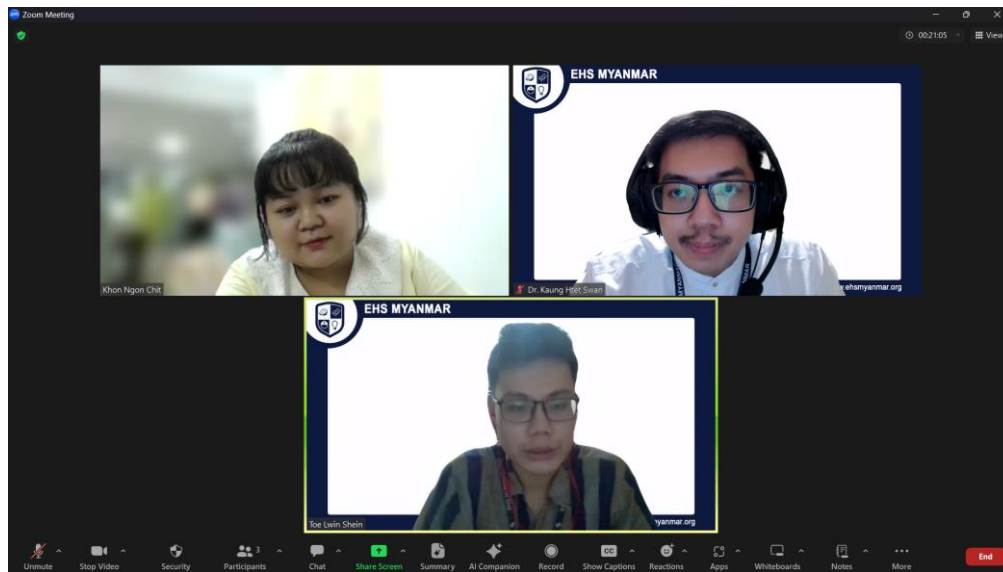 Zoom Meeting
00:21:05
View
EHS MYANMAR
Khon Ngon Chit
Dr. Kaung Htet Swan
.ehsmyanmar.org
EHS MYANMAR
Toe Lwin Shein
myanmar.org
Unmute
Stop Video
Security
Participants
3
Chat
Share Screen
Summary
AI Companion
Record
CC
Show Captions
Reactions
Apps
Whiteboards
Notes
More
End